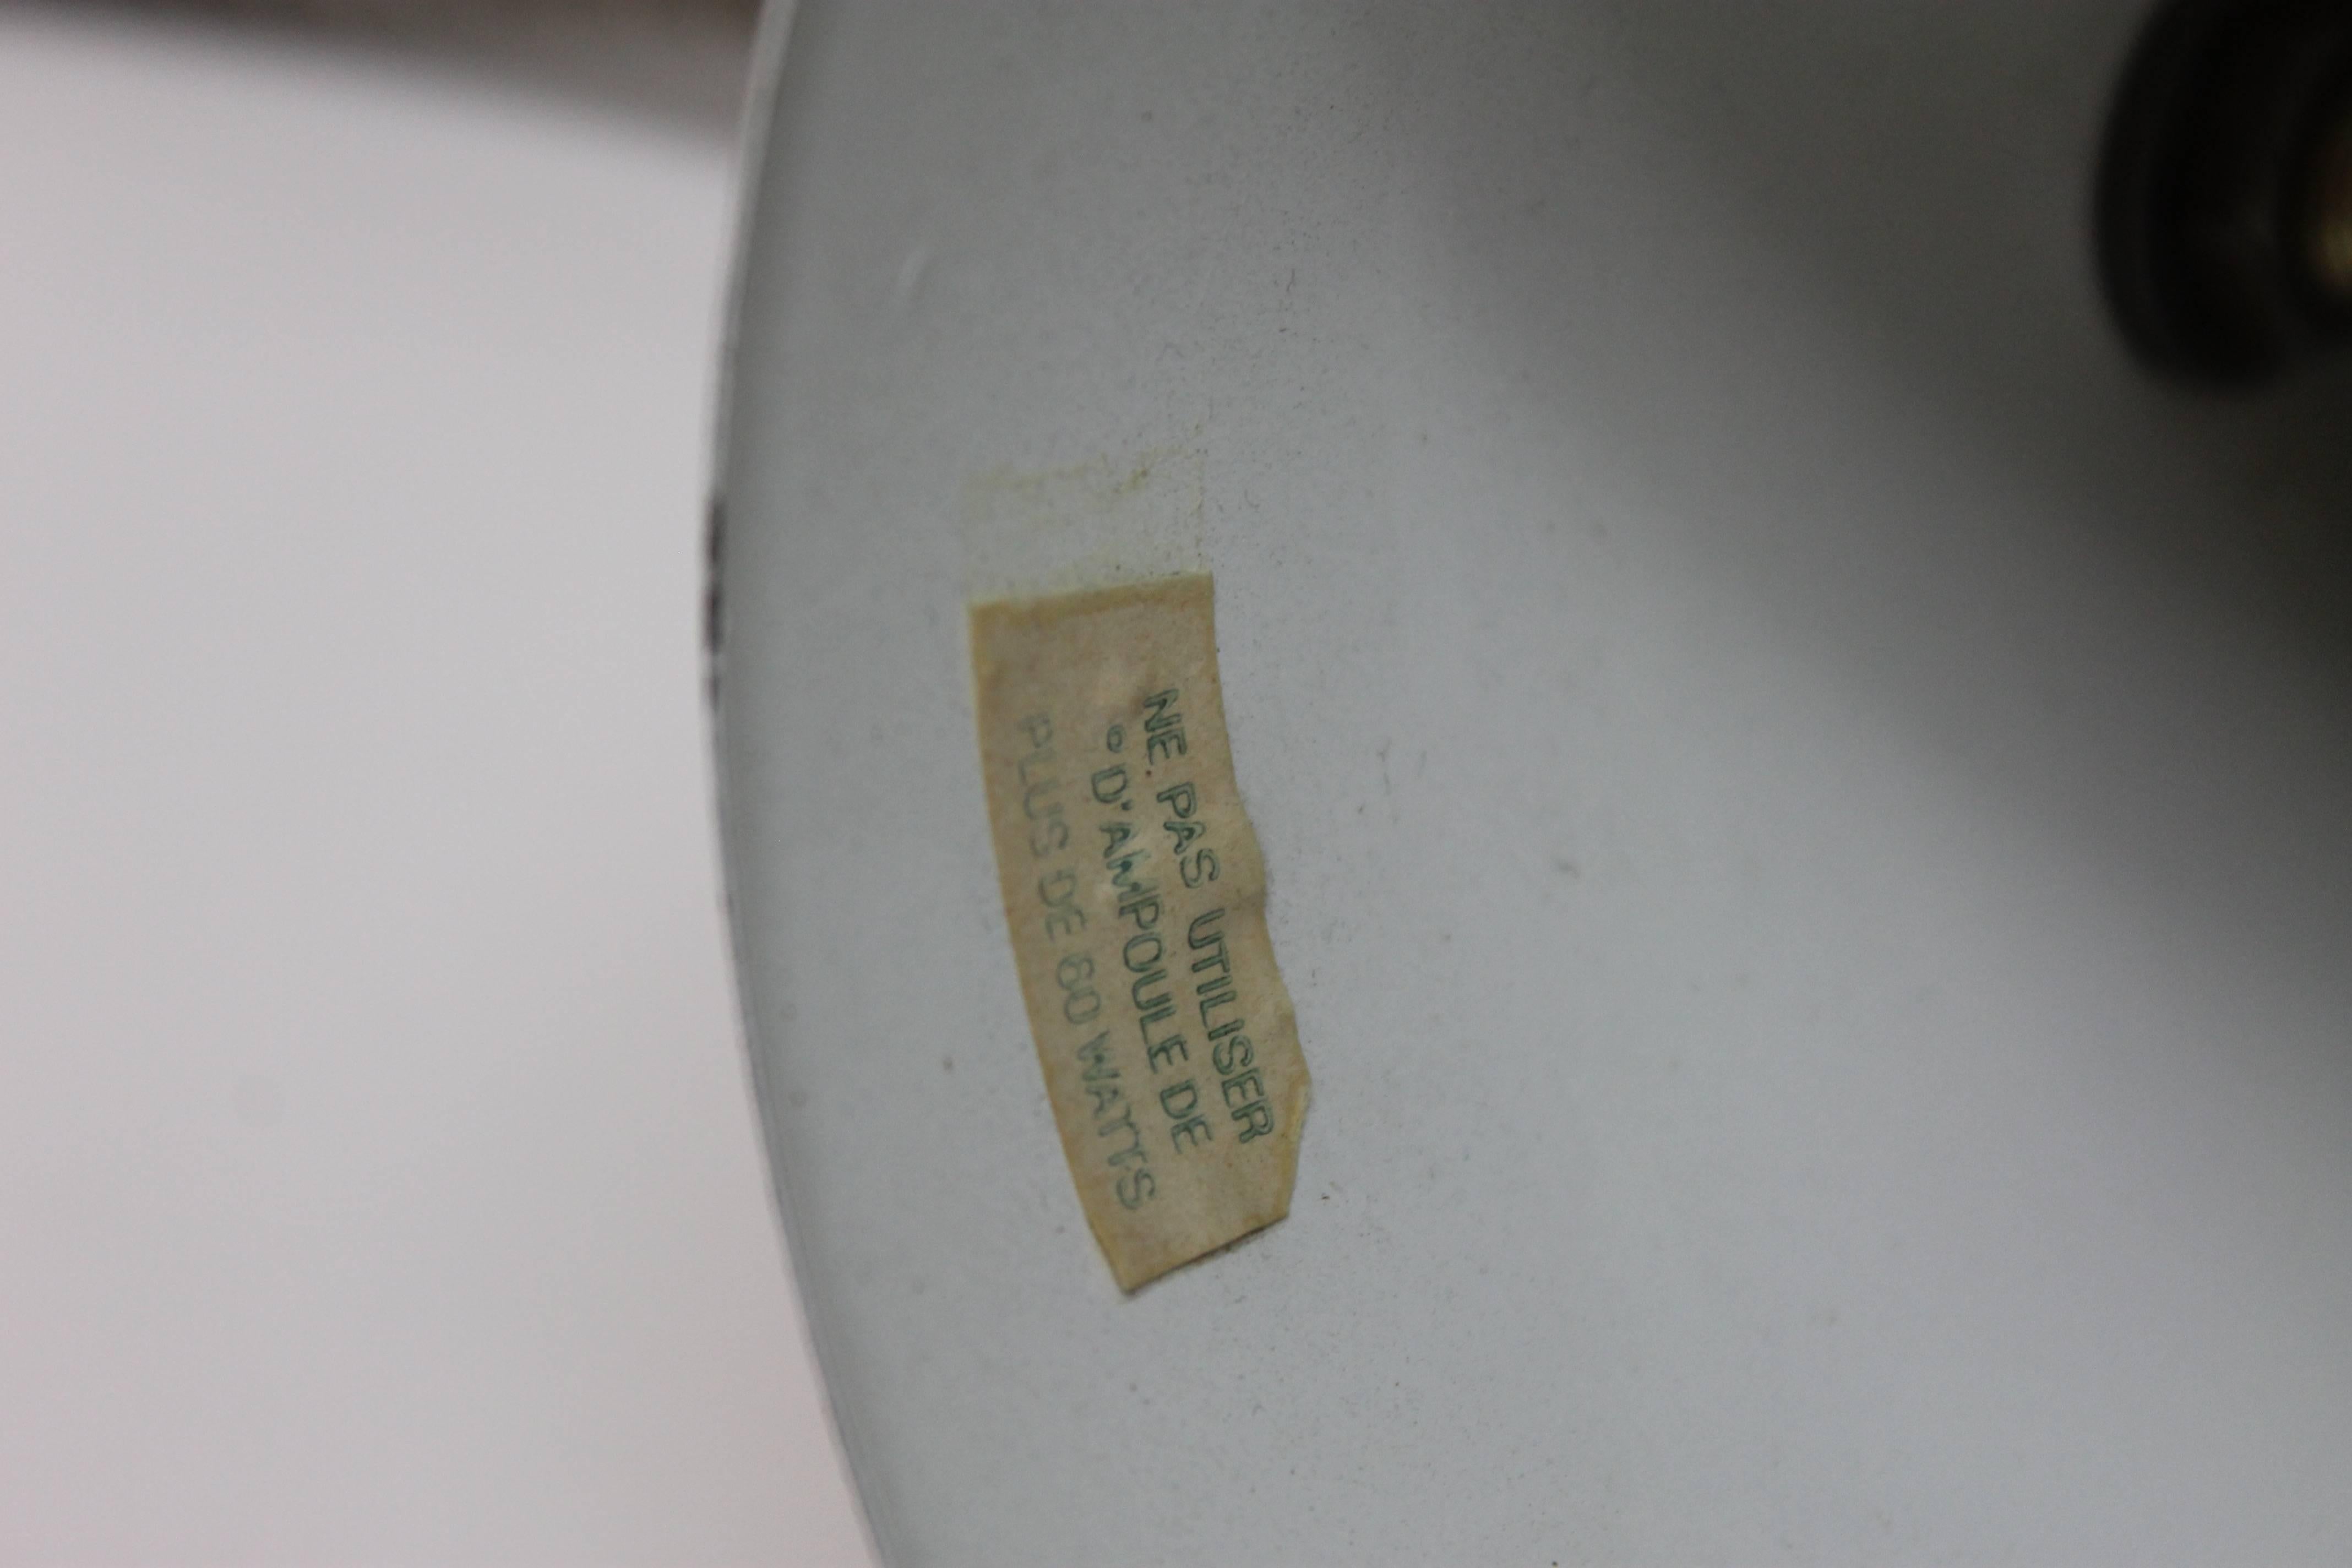 NE PAS UTILISER
D'AMPOULE DE
PLUS DE 60 WATTS